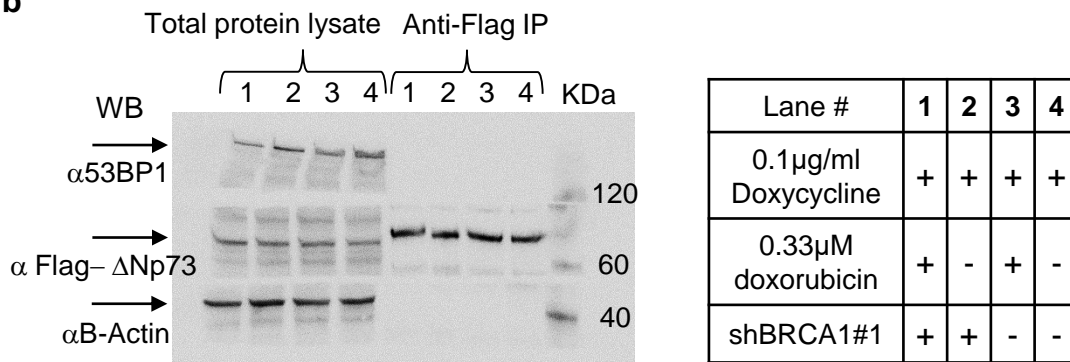 b
Total protein lysate Anti-Flag IP
1 2 3 4 1 2 3 4 KDa
WB
α53BP1
120
α Flag– ΔNp73
60
αB-Actin
40
Lane # 1 2 3 4
0.1µg/ml
Doxycycline + + + +
0.33µM
doxorubicin + - + -
shBRCA1#1 + + - -